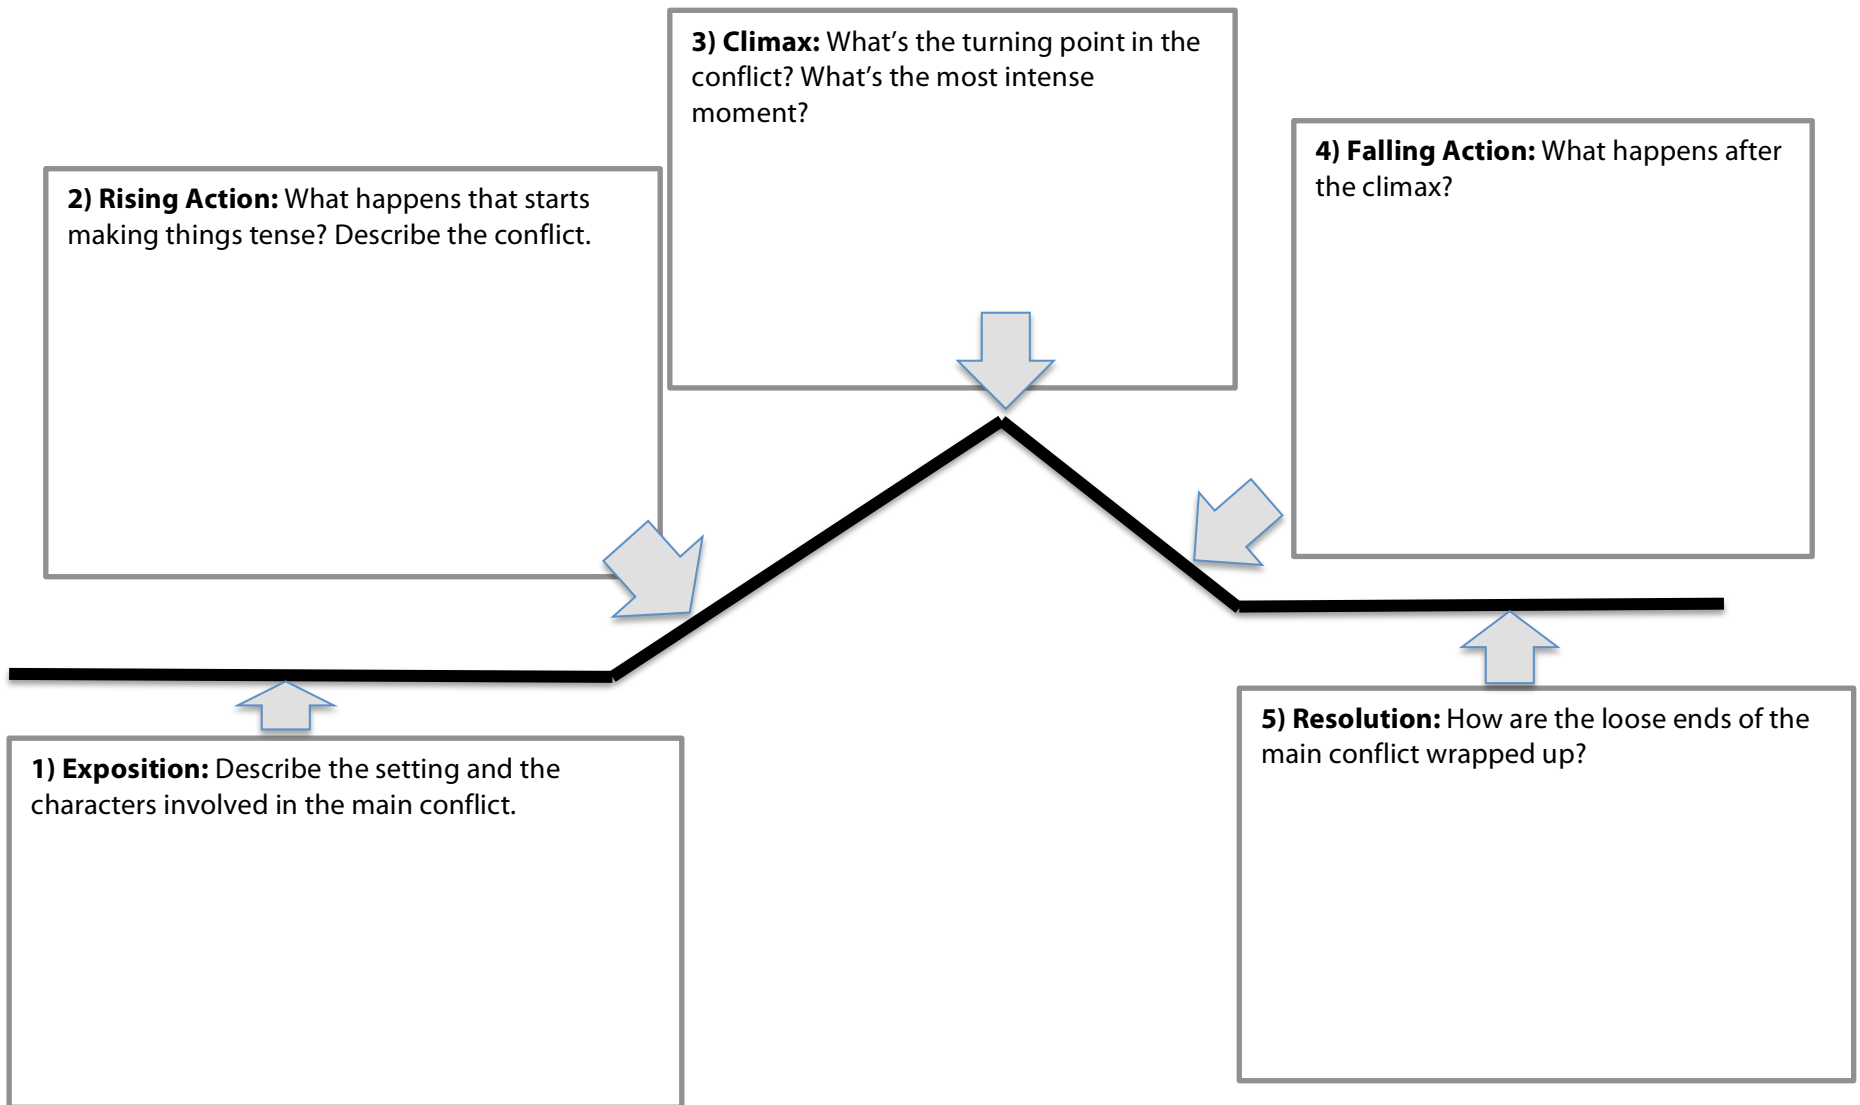 1) Exposition: Describe the setting and the
characters involved in the main conflict.
2) Rising Action: What happens that starts
making things tense? Describe the conflict.
3) Climax: What’s the turning point in the
conflict? What’s the most intense
moment?
4) Falling Action: What happens after
the climax?
5) Resolution: How are the loose ends of the
main conflict wrapped up?